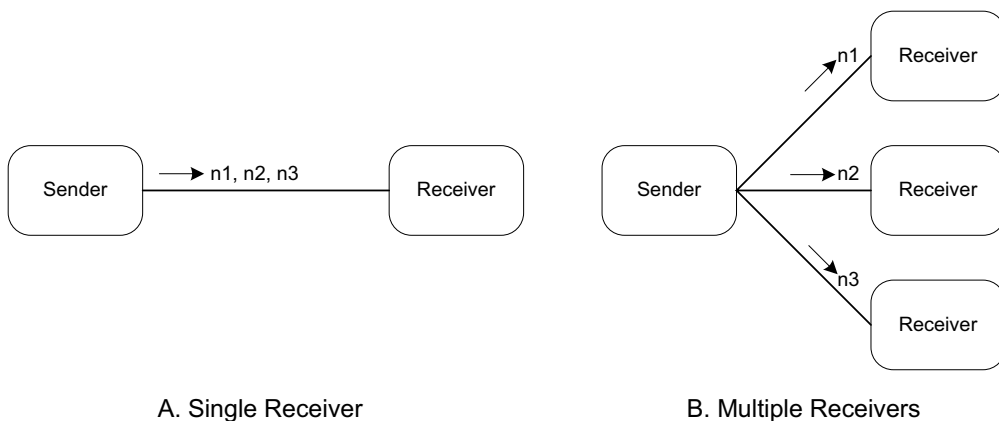 Sender
n1, n2, n3
Receiver
A. Single Receiver
Sender
n1
Receiver
n2
Receiver
n3
Receiver
B. Multiple Receivers